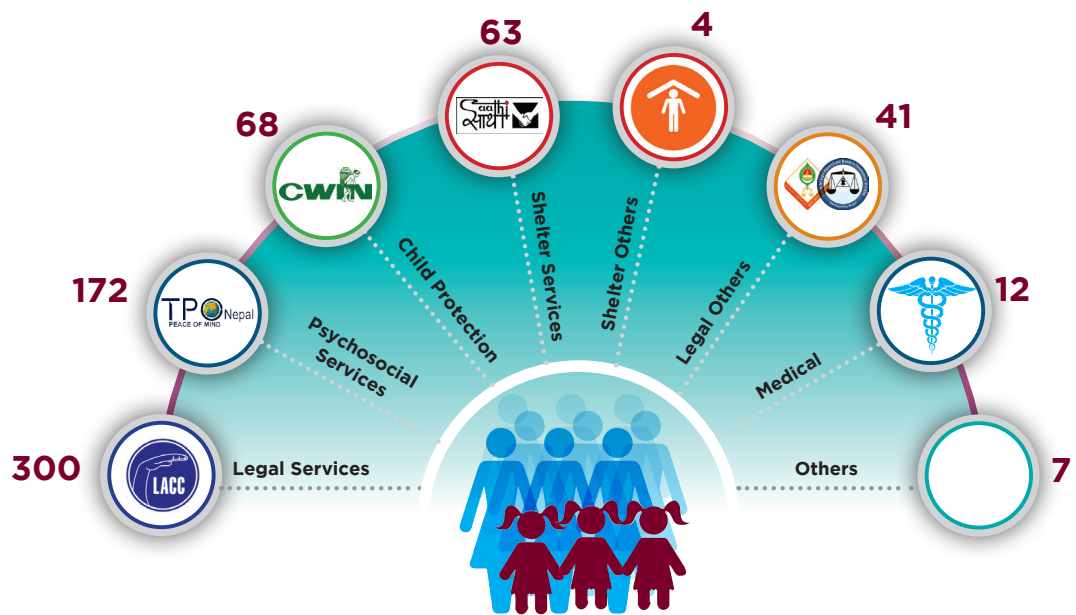 63
4
68
41
Saathi
साथी
CWIN
172
12
TPO Nepal
PEACE OF MIND
Shelter Services
Shelter Others
Child Protection
Legal Others
Psychosocial
Services
Medical
300
LACC
Legal Services
Others
7